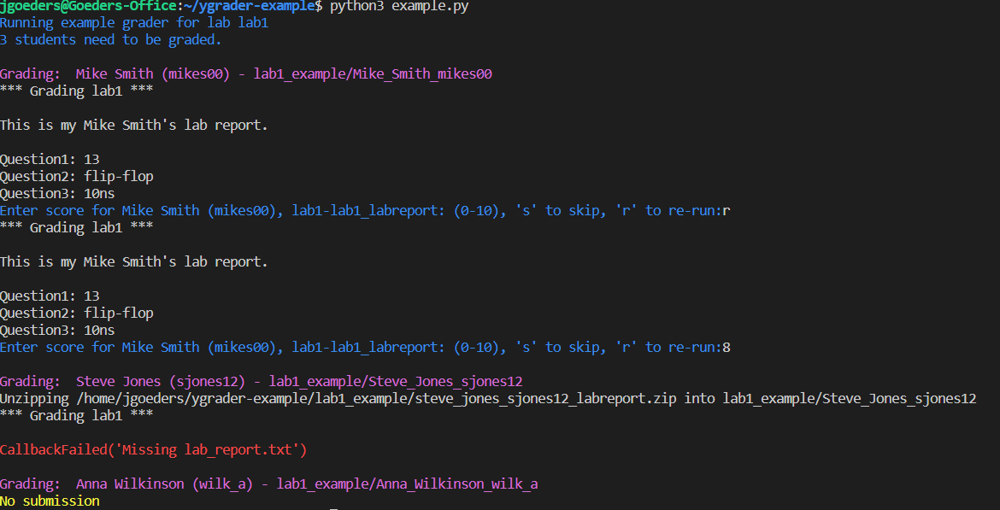 jgoeders@Goeders-Office:~/ygrader-example$ python3 example.py
Running example grader for lab lab1
3 students need to be graded.
Grading:  Mike Smith (mikes00) - lab1_example/Mike_Smith_mikes00
*** Grading lab1 ***
This is my Mike Smith's lab report.
Question1: 13
Question2: flip-flop
Question3: 10ns
Enter score for Mike Smith (mikes00), lab1-lab1_labreport: (0-10), 's' to skip, 'r' to re-run:r
*** Grading lab1 ***
This is my Mike Smith's lab report.
Question1: 13
Question2: flip-flop
Question3: 10ns
Enter score for Mike Smith (mikes00), lab1-lab1_labreport: (0-10), 's' to skip, 'r' to re-run:8
Grading:  Steve Jones (sjones12) - lab1_example/Steve_Jones_sjones12
Unzipping /home/jgoeders/ygrader-example/lab1_example/steve_jones_sjones12_labreport.zip into lab1_example/Steve_Jones_sjones12
*** Grading lab1 ***
CallbackFailed('Missing lab_report.txt')
Grading:  Anna Wilkinson (wilk_a) - lab1_example/Anna_Wilkinson_wilk_a
No submission